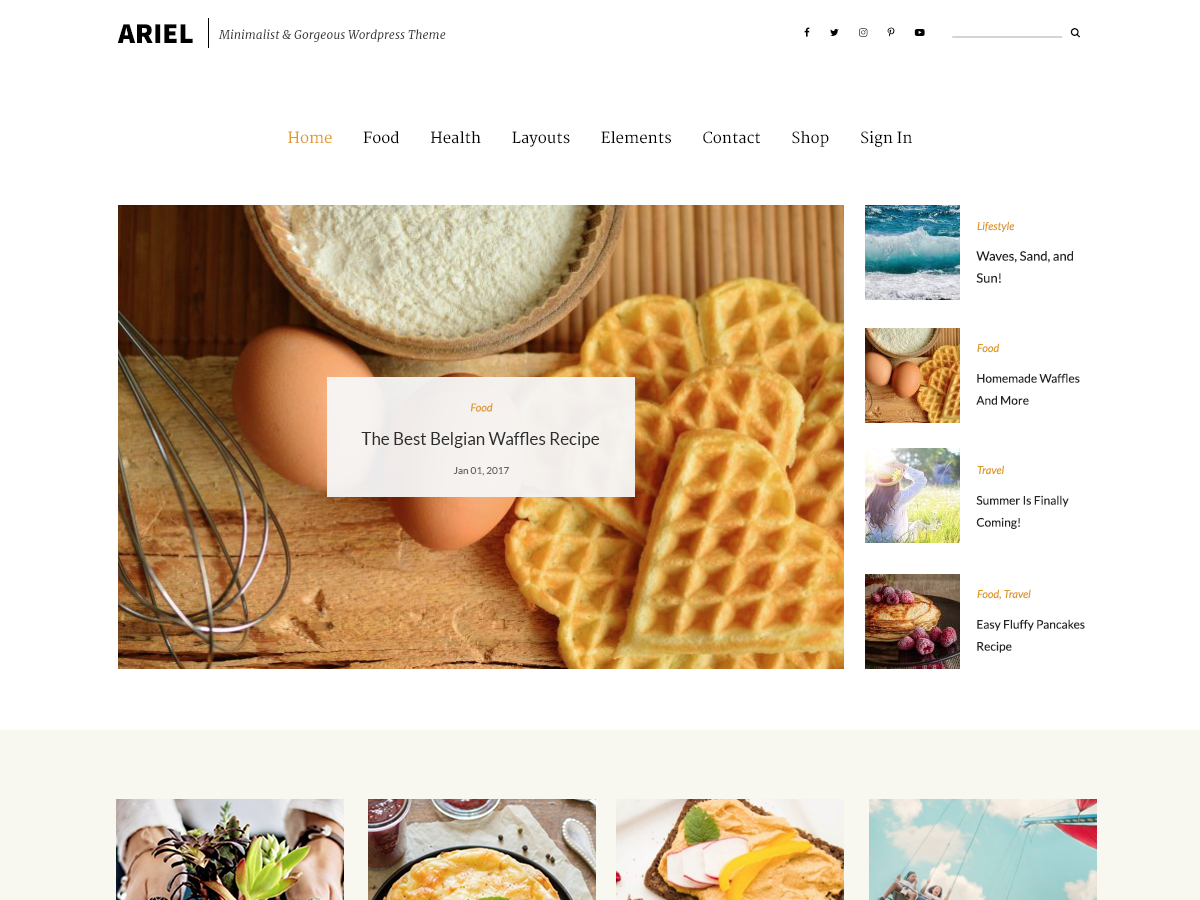 ARIEL
Minimalist & Gorgeous Wordpress Theme
Home Food Health Layouts Elements Contact Shop Sign In
Food
The Best Belgian Waffles Recipe
Jan 01, 2017
Lifestyle
Waves, Sand, and
Sun!
Food
Homemade Waffles
And More
Travel
Summer Is Finally
Coming!
Food, Travel
Easy Fluffy Pancakes
Recipe